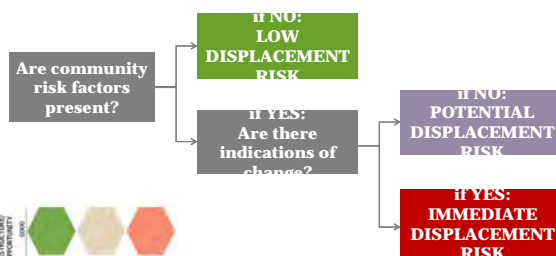 Are community
risk factors
present?
if NO:
LOW
DISPLACEMENT
RISK
if YES:
Are there
indications of
change?
if NO:
POTENTIAL
DISPLACEMENT
RISK
if YES:
IMMEDIATE
DISPLACEMENT
RISK
GOOD